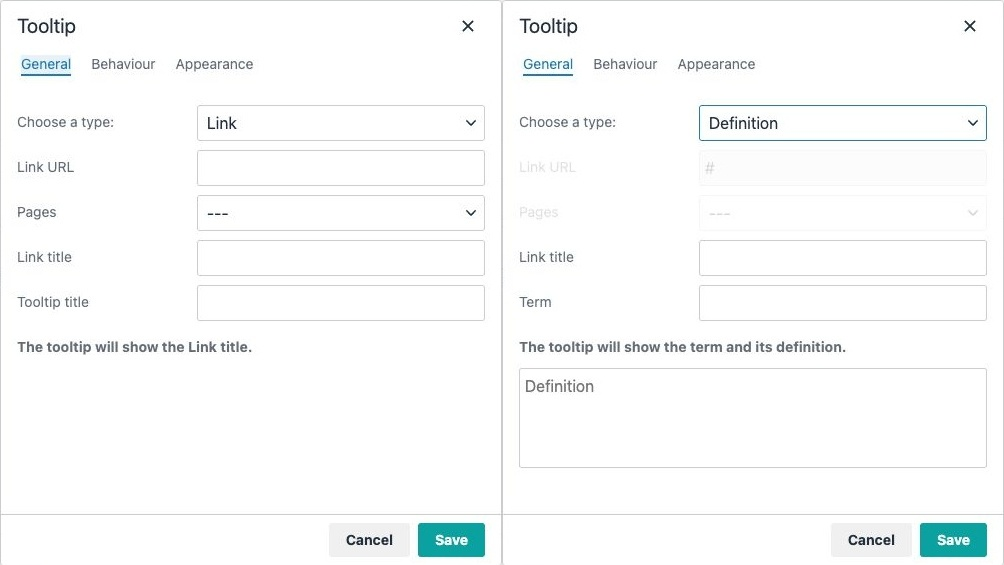 Tooltip
General Behaviour Appearance
Choose a type: Link
Link URL
Pages ---
Link title
Tooltip title
The tooltip will show the Link title.
Cancel Save
Tooltip
General Behaviour Appearance
Choose a type: Definition
Link URL #
Pages ---
Link title
Term
The tooltip will show the term and its definition.
Definition
Cancel Save